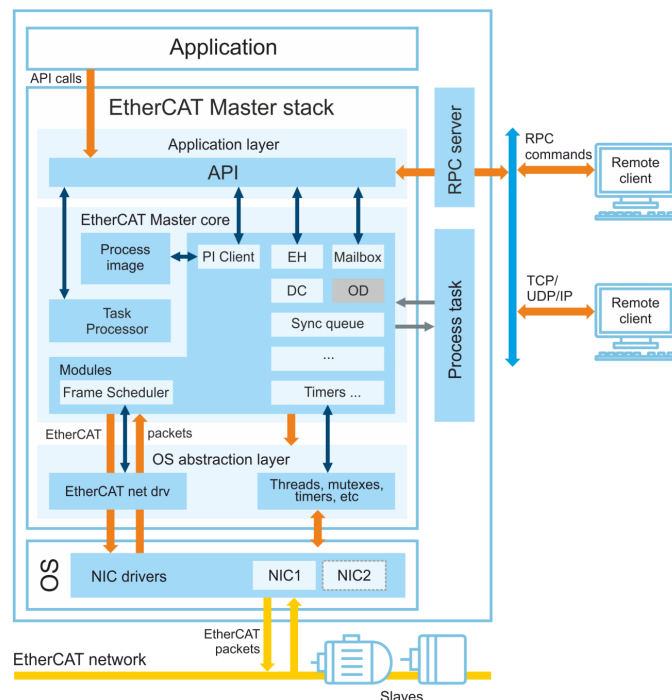 Application
API calls
EtherCAT Master stack
Application layer
API
RPC server
RPC
commands
Remote
client
EtherCAT Master core
Process
image
PI Client
EH
Mailbox
DC
OD
Task
Processor
Sync queue
...
Process task
TCP/
UDP/IP
Remote
client
Modules
Frame Scheduler
Timers ...
EtherCAT
packets
OS abstraction layer
EtherCAT net drv
Threads, mutexes,
timers, etc
OS
NIC drivers
NIC1
NIC2
EtherCAT
packets
EtherCAT network
Slaves